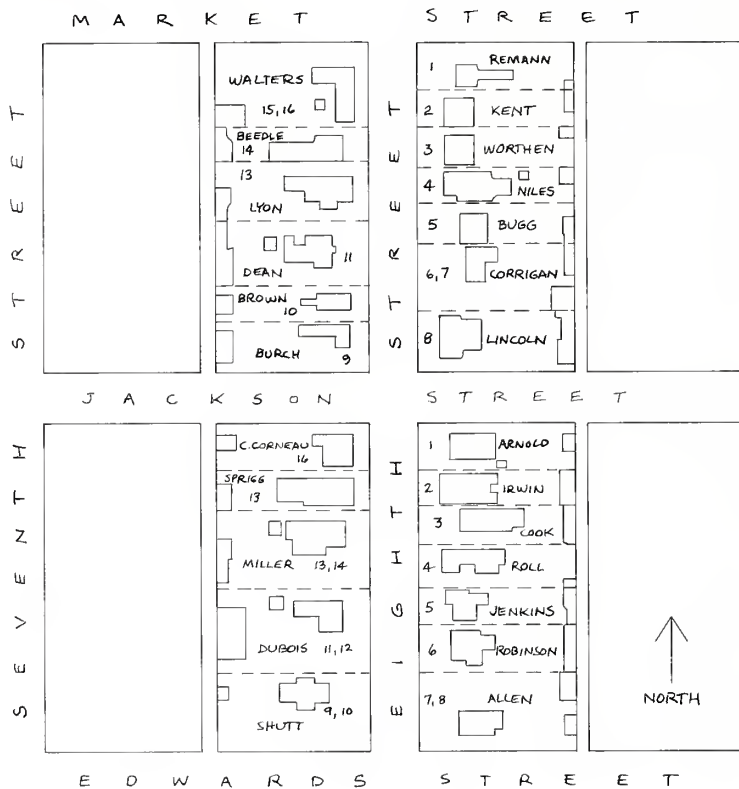 MARKET STREET
WALTERS
15, 16
BEEDLE
14
13
LYON
DEAN
11
BROWN
10
BURCH
9
1 REMANN
2 KENT
3 WORTHEN
4 NILES
5 BUGG
6, 7 CORRIGAN
8 LINCOLN
JACKSON STREET
C. CORNEAU
16
SPRIGG
13
MILLER 13, 14
DUBOIS 11, 12
9, 10
SHUTT
1 ARNOLD
2 IRWIN
3 COOK
4 ROLL
5 JENKINS
6 ROBINSON
7, 8 ALLEN
SEVENTH STREET
EIGHTH STREET
NORTH
EDWARDS STREET